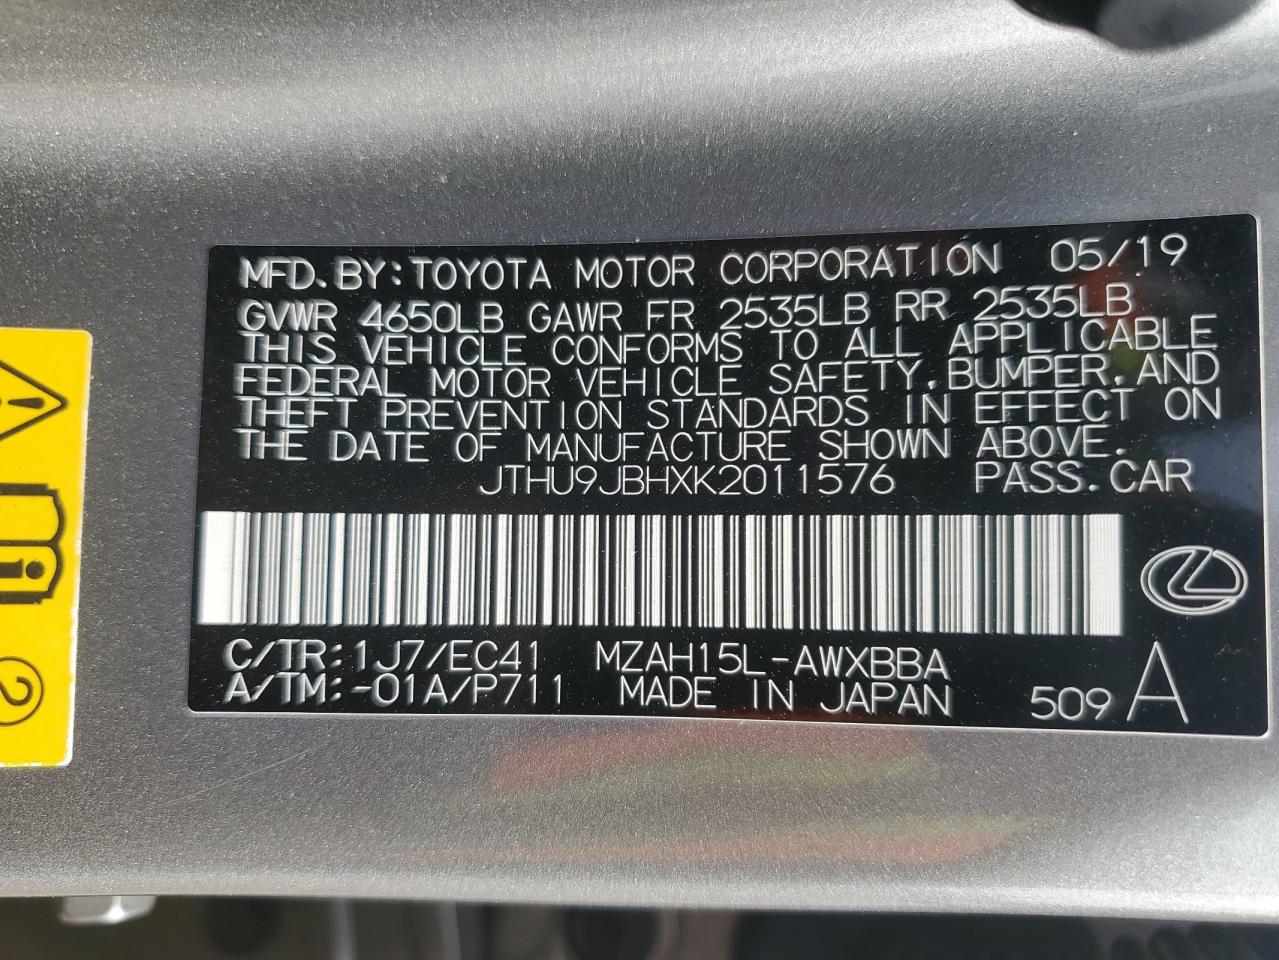 MFD.BY:TOYOTA MOTOR CORPORATION 05/19
GVWR 4650LB GAWR FR 2535LB RR 2535LB
THIS VEHICLE CONFORMS TO ALL APPLICABLE
FEDERAL MOTOR VEHICLE SAFETY,BUMPER,AND
THEFT PREVENTION STANDARDS IN EFFECT ON
THE DATE OF MANUFACTURE SHOWN ABOVE.
JTHU9JBHXK2011576 PASS.CAR
C/TR:1J7/EC41 MZAH15L-AWXBBA
A/TM:-01A/P711 MADE IN JAPAN 509 A
2